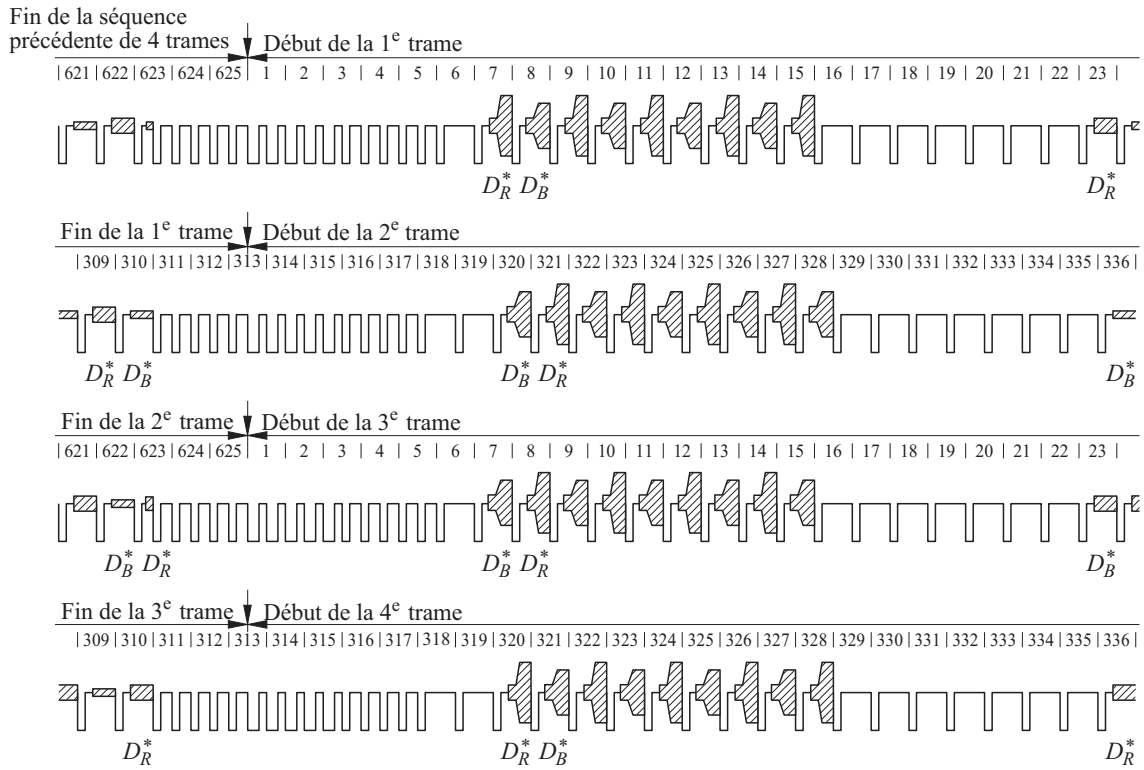 Fin de la séquence
précédente de 4 trames Début de la 1e trame
| 621 | 622 | 623 | 624 | 625 | 1 | 2 | 3 | 4 | 5 | 6 | 7 | 8 | 9 | 10 | 11 | 12 | 13 | 14 | 15 | 16 | 17 | 18 | 19 | 20 | 21 | 22 | 23 |
D*R D*B D*R
Fin de la 1e trame Début de la 2e trame
| 309 | 310 | 311 | 312 | 313 | 314 | 315 | 316 | 317 | 318 | 319 | 320 | 321 | 322 | 323 | 324 | 325 | 326 | 327 | 328 | 329 | 330 | 331 | 332 | 333 | 334 | 335 | 336 |
D*R D*B D*B D*R D*B
Fin de la 2e trame Début de la 3e trame
| 621 | 622 | 623 | 624 | 625 | 1 | 2 | 3 | 4 | 5 | 6 | 7 | 8 | 9 | 10 | 11 | 12 | 13 | 14 | 15 | 16 | 17 | 18 | 19 | 20 | 21 | 22 | 23 |
D*B D*R D*B D*R D*B
Fin de la 3e trame Début de la 4e trame
| 309 | 310 | 311 | 312 | 313 | 314 | 315 | 316 | 317 | 318 | 319 | 320 | 321 | 322 | 323 | 324 | 325 | 326 | 327 | 328 | 329 | 330 | 331 | 332 | 333 | 334 | 335 | 336 |
D*R D*R D*B D*R